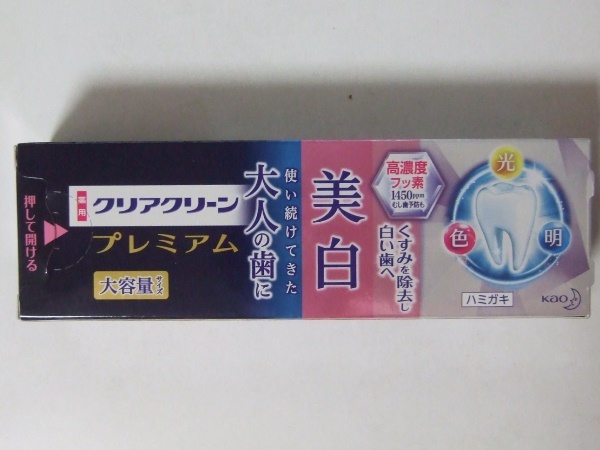 押して開ける
薬用
クリアクリーン
プレミアム
大容量サイズ
使い続けてきた
大人の歯に
美白
高濃度
フッ素
1450ppm
むし歯予防も
くすみを除去し
白い歯へ
光
色
明
ハミガキ
Kao